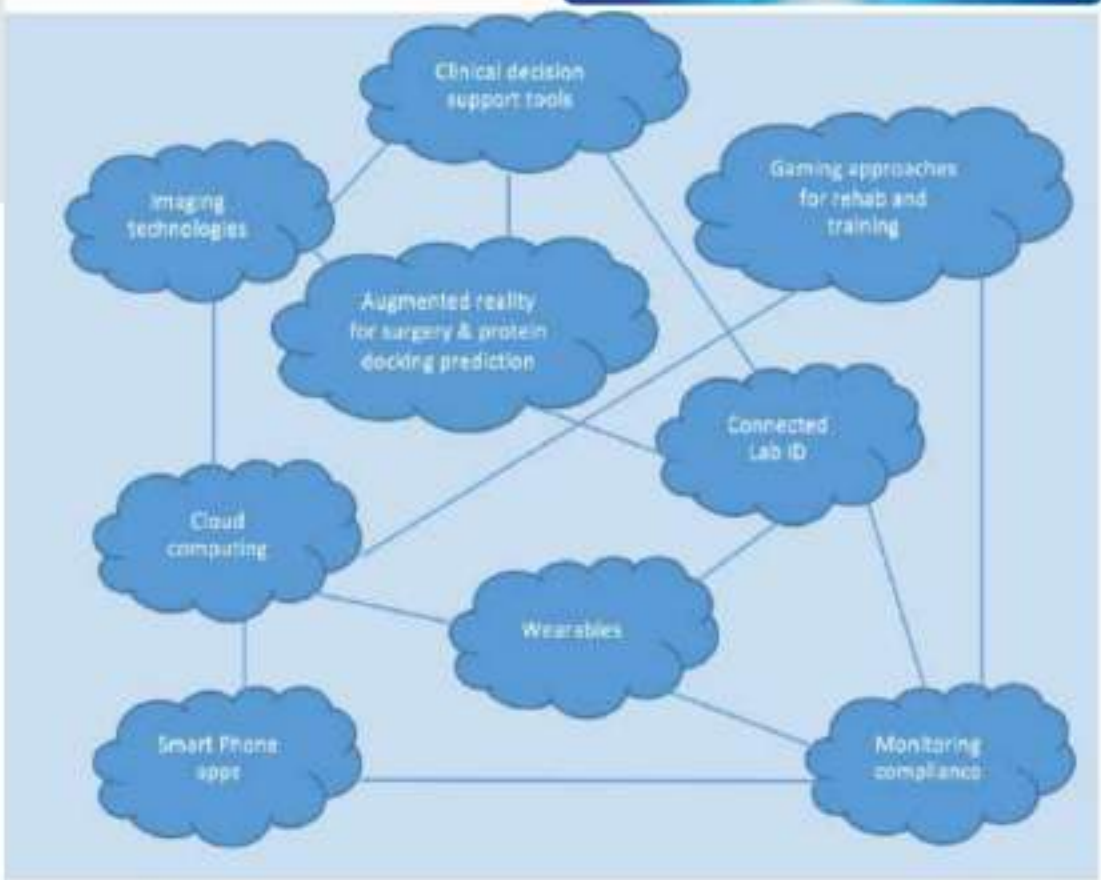 Clinical decision
support tools
Gaming approaches
for rehab and
training
Imaging
technologies
Augmented reality
for surgery & protein
docking prediction
Connected
Lab ID
Cloud
computing
Wearables
Smart Phone
apps
Monitoring
compliance